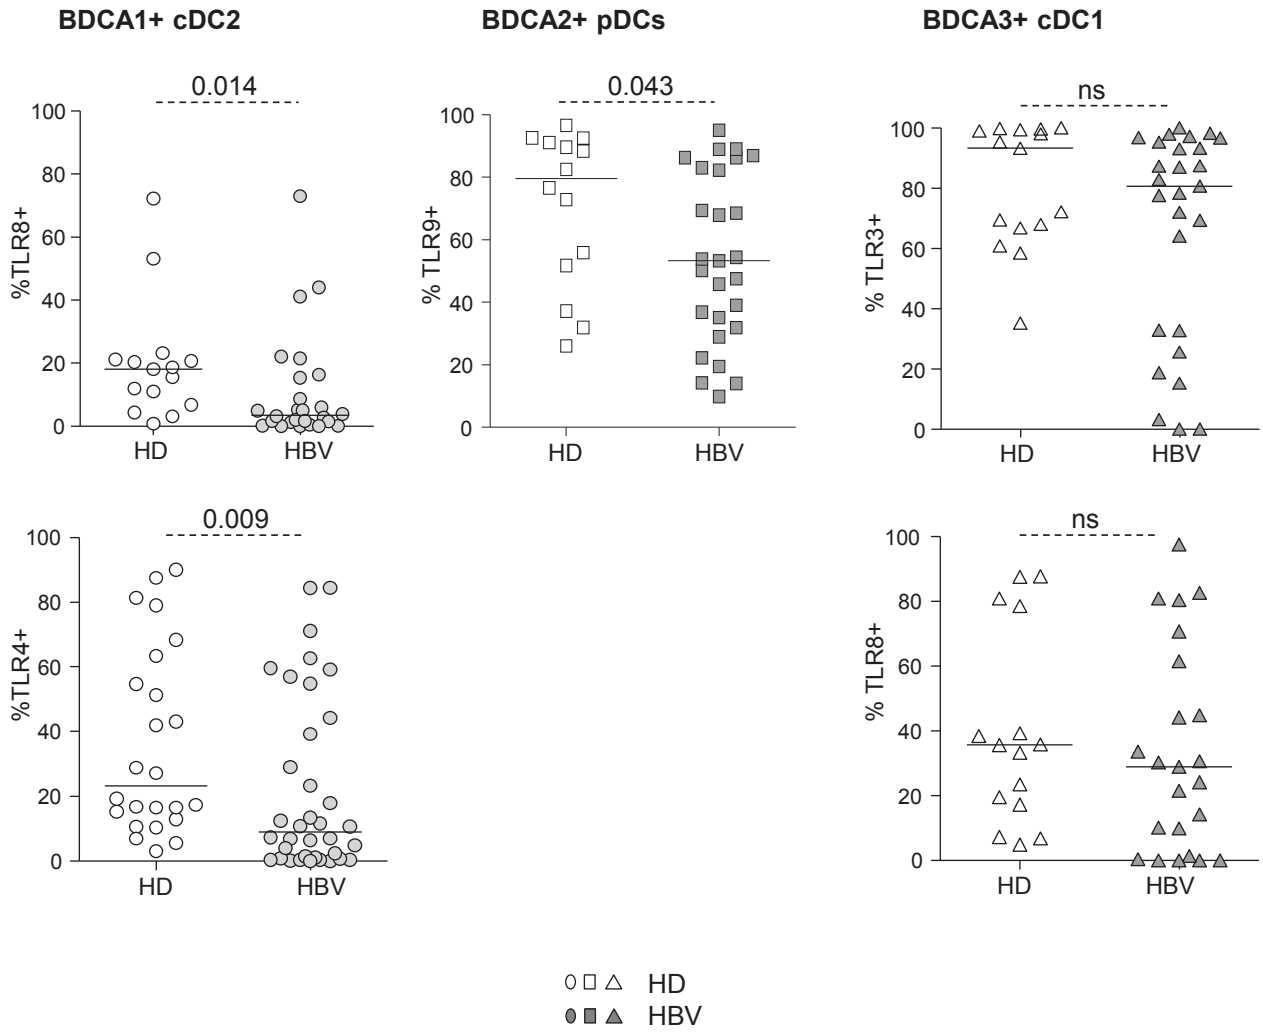 BDCA1+ cDC2
BDCA2+ pDCs
BDCA3+ cDC1
0.014
%TLR8+
100
80
60
40
20
0
HD HBV
0.043
% TLR9+
100
80
60
40
20
0
HD HBV
ns
% TLR3+
100
80
60
40
20
0
HD HBV
0.009
%TLR4+
100
80
60
40
20
0
HD HBV
ns
% TLR8+
100
80
60
40
20
0
HD HBV
HD
HBV